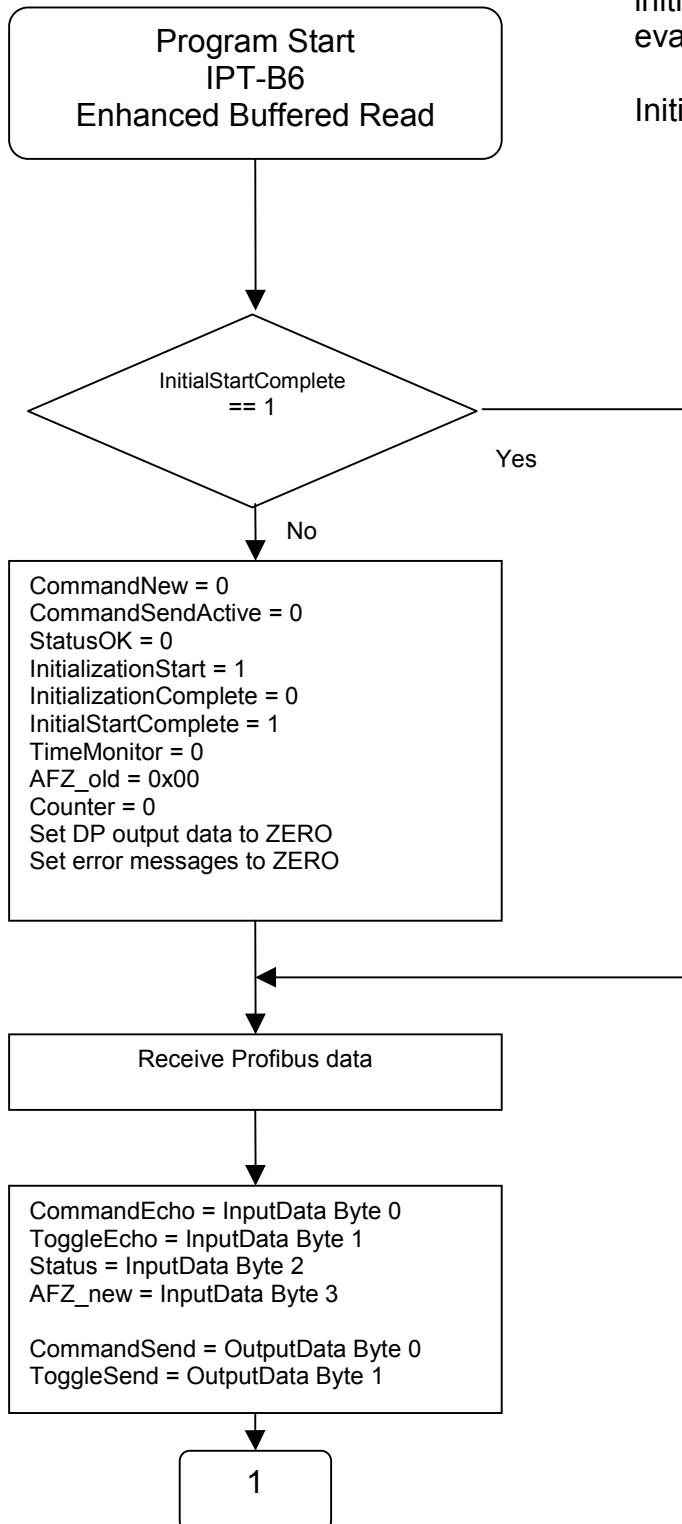 Program Start
IPT-B6
Enhanced Buffered Read
InitialStartComplete
== 1
Yes
No
CommandNew = 0
CommandSendActive = 0
StatusOK = 0
InitializationStart = 1
InitializationComplete = 0
InitialStartComplete = 1
TimeMonitor = 0
AFZ_old = 0x00
Counter = 0
Set DP output data to ZERO
Set error messages to ZERO
Receive Profibus data
CommandEcho = InputData Byte 0
ToggleEcho = InputData Byte 1
Status = InputData Byte 2
AFZ_new = InputData Byte 3
CommandSend = OutputData Byte 0
ToggleSend = OutputData Byte 1
1